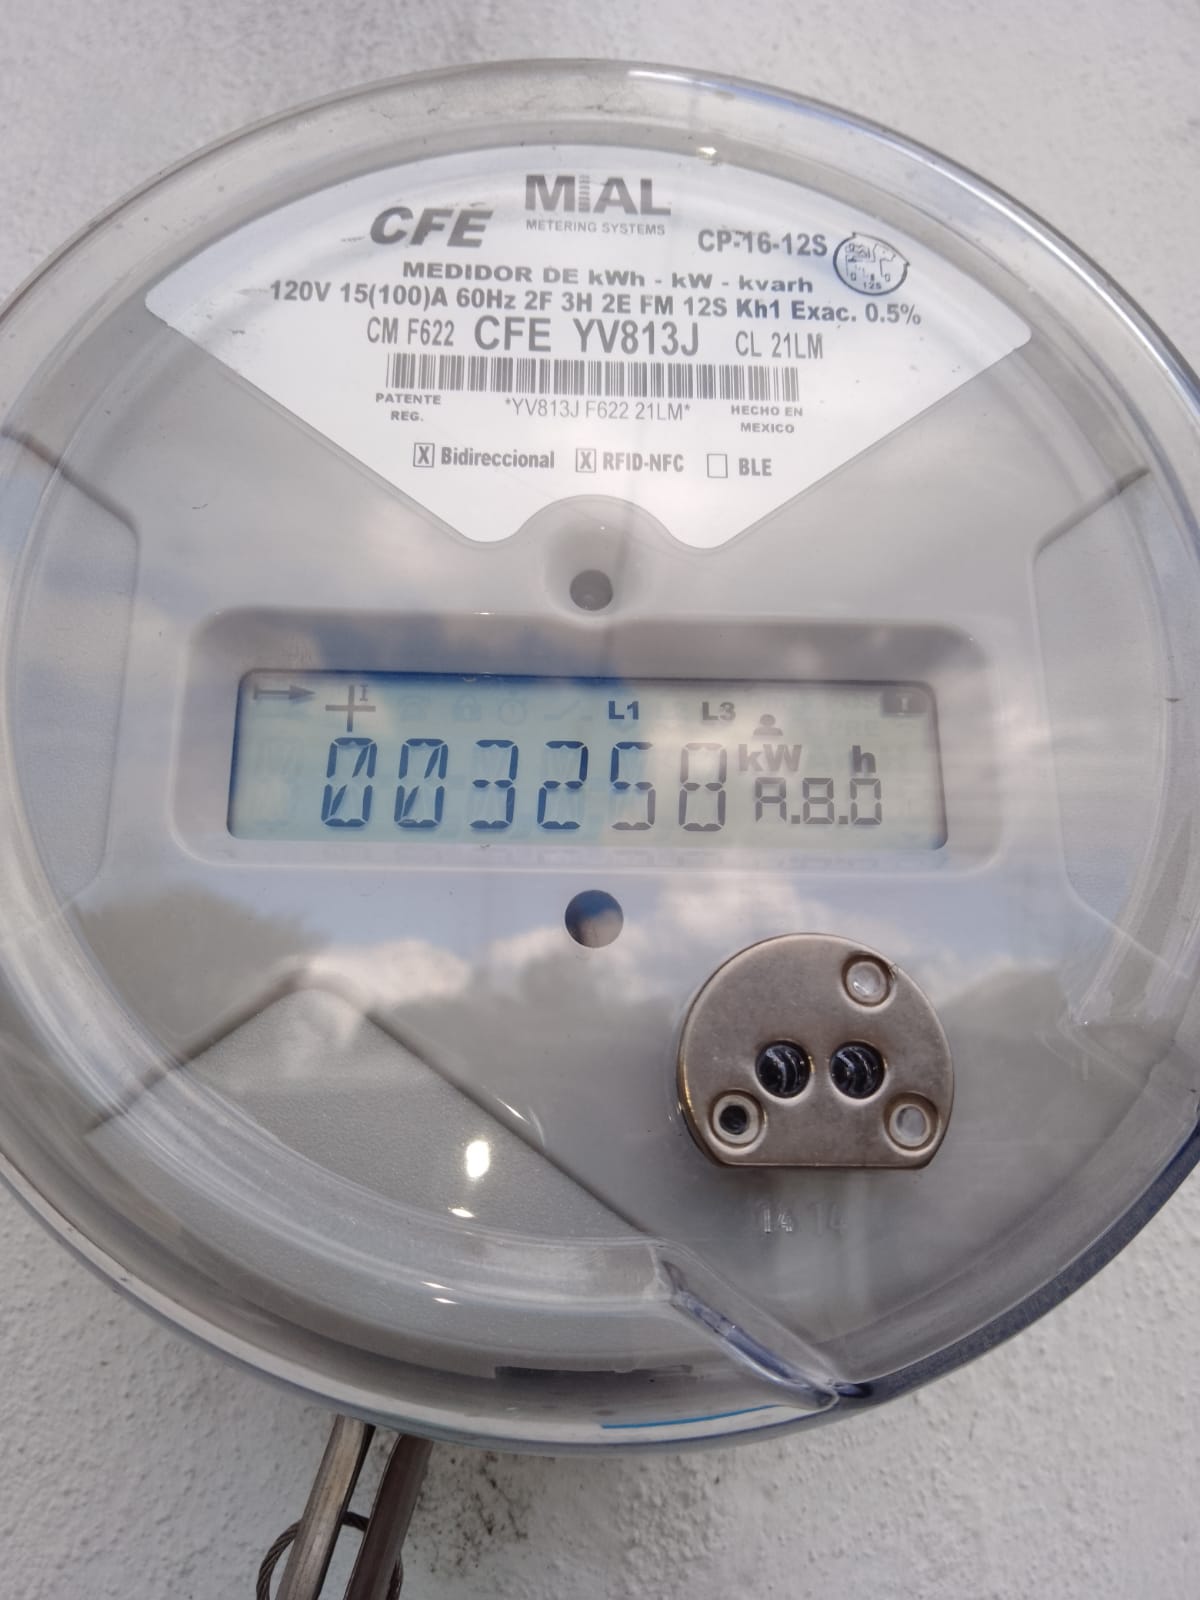 MIAL
METERING SYSTEMS
CFE
CP-16-12S
MEDIDOR DE kWh - kW - kvarh
120V 15(100)A 60Hz 2F 3H 2E FM 12S Kh1 Exac. 0.5%
CM F622 CFE YV813J CL 21LM
PATENTE REG.
*YV813J F622 21LM*
HECHO EN MEXICO
X Bidireccional X RFID-NFC BLE
L1 L3
003258 kW h
A.8.0
14 14